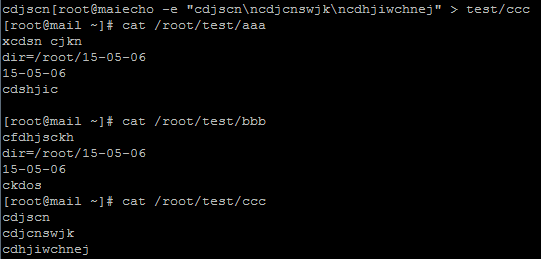 cdjscn[root@maiecho -e "cdjscn\ncdjcnswjk\ncdhjiwchnej" > test/ccc
[root@mail ~]# cat /root/test/aaa
xcdsn cjkn
dir=/root/15-05-06
15-05-06
cdshjic
[root@mail ~]# cat /root/test/bbb
cfdhjsckh
dir=/root/15-05-06
15-05-06
ckdos
[root@mail ~]# cat /root/test/ccc
cdjscn
cdjcnswjk
cdhjiwchnej